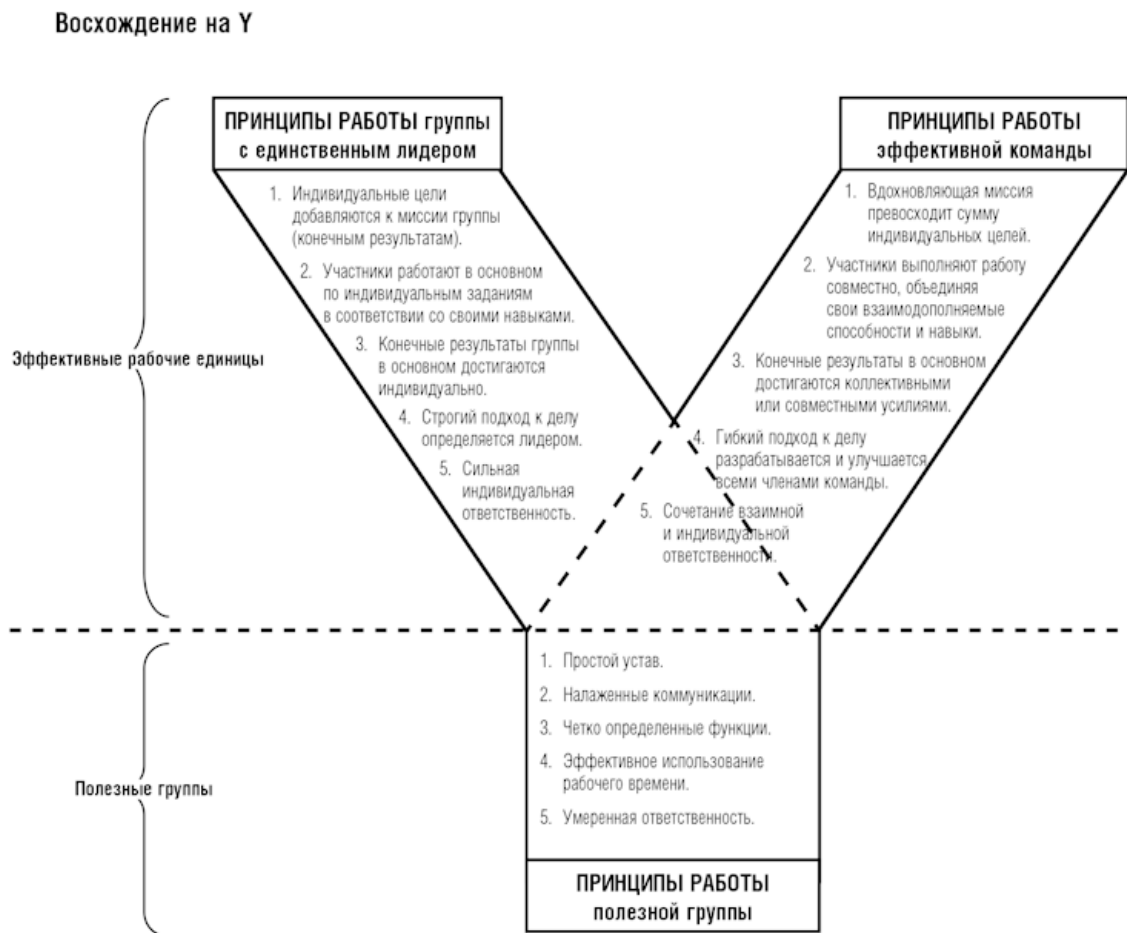 Восхождение на Y
ПРИНЦИПЫ РАБОТЫ группы
с единственным лидером
1. Индивидуальные цели
добавляются к миссии группы
(конечным результатам).
2. Участники работают в основном
по индивидуальным заданиям
в соответствии со своими навыками.
3. Конечные результаты группы
в основном достигаются
индивидуально.
4. Строгий подход к делу
определяется лидером.
5. Сильная
индивидуальная
ответственность.
ПРИНЦИПЫ РАБОТЫ
эффективной команды
1. Вдохновляющая миссия
превосходит сумму
индивидуальных целей.
2. Участники выполняют работу
совместно, объединяя
свои взаимодополняемые
способности и навыки.
3. Конечные результаты в основном
достигаются коллективными
или совместными усилиями.
4. Гибкий подход к делу
разрабатывается и улучшается
всеми членами команды.
5. Сочетание взаимной
и индивидуальной
ответственности.
Эффективные рабочие единицы
1. Простой устав.
2. Налаженные коммуникации.
3. Четко определенные функции.
4. Эффективное использование
рабочего времени.
5. Умеренная ответственность.
Полезные группы
ПРИНЦИПЫ РАБОТЫ
полезной группы